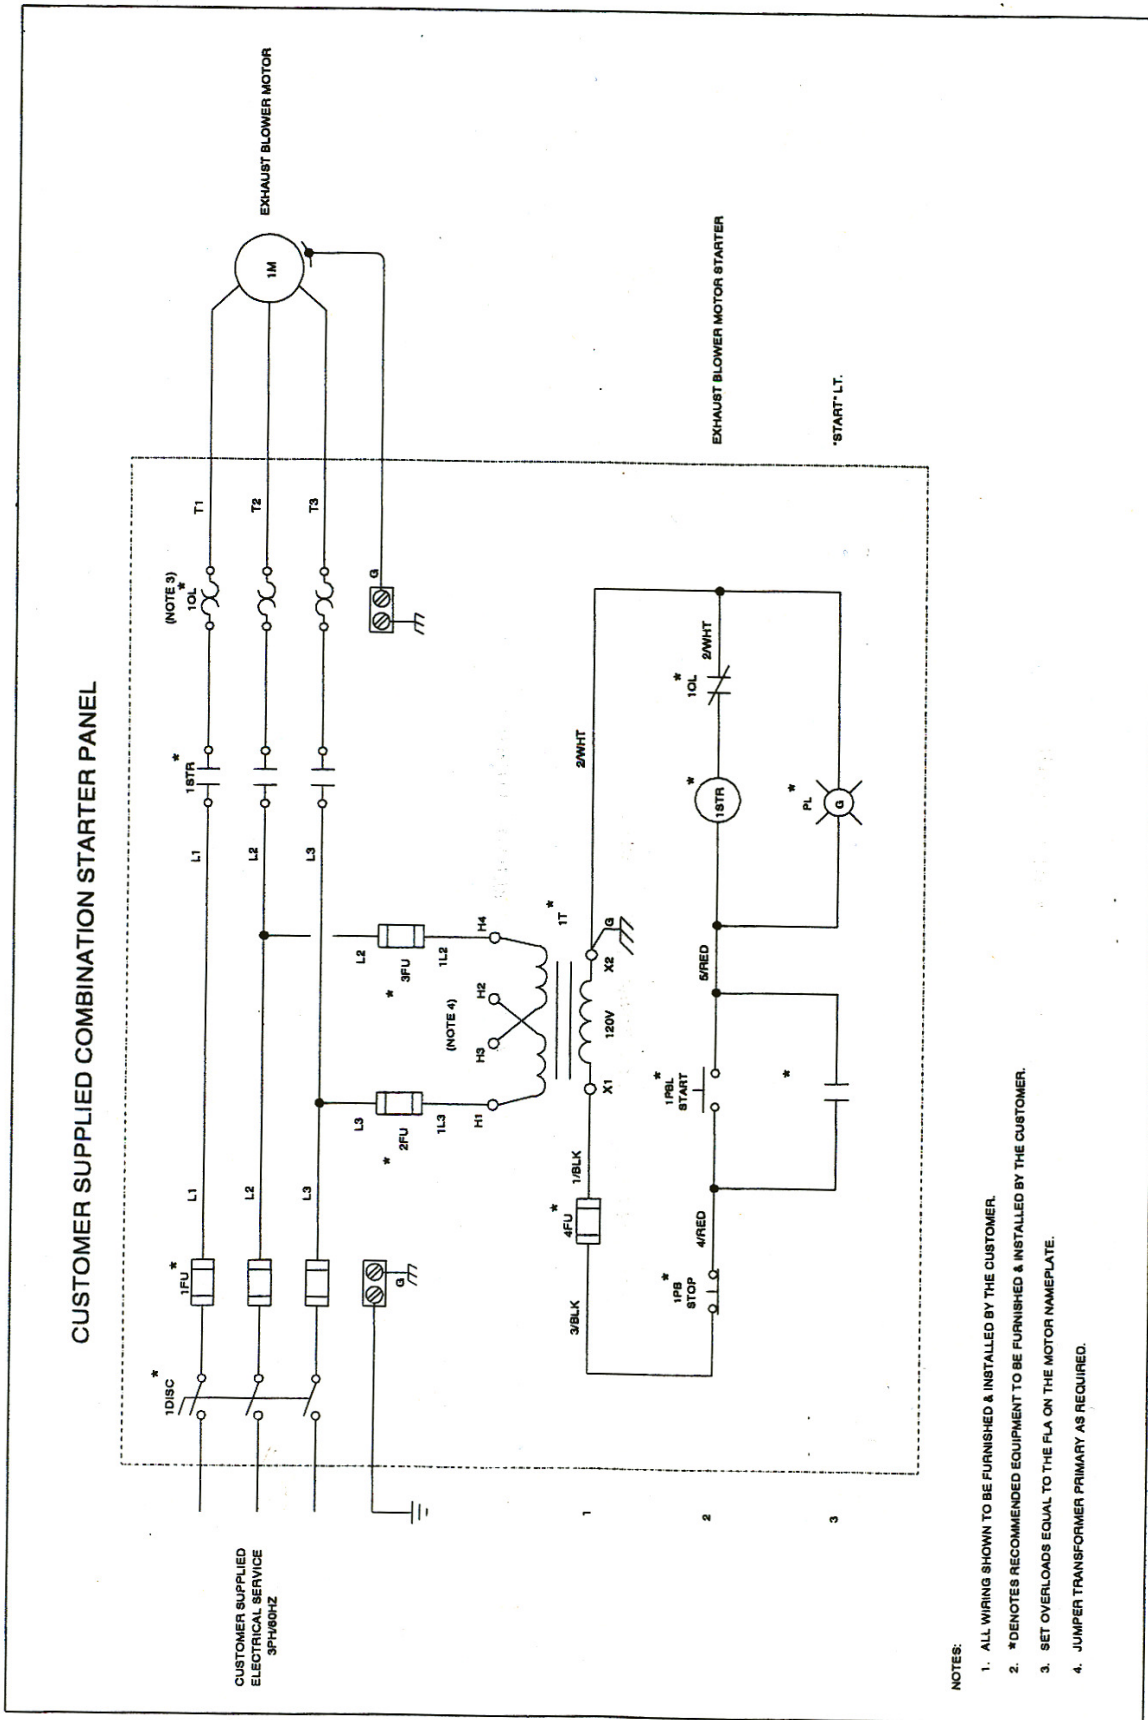 CUSTOMER SUPPLIED COMBINATION STARTER PANEL
CUSTOMER SUPPLIED
ELECTRICAL SERVICE
3PH/60HZ
1DISC
*
1FU
*
L1
L2
L3
L1
L2
L3
1STR
*
(NOTE 3)
1OL
*
T1
T2
T3
1M
EXHAUST BLOWER MOTOR
G
G
L3
2FU
*
1L3
L2
3FU
*
1L2
H1
H3
H2
H4
(NOTE 4)
1T
*
X1
120V
X2
G
1
3/BLK
4FU
*
1/BLK
2/WHT
2
1PB
STOP
*
4/RED
1PBL
START
*
5/RED
1STR
*
1OL
*
2/WHT
EXHAUST BLOWER MOTOR STARTER
3
*
PL
*
G
"START" LT.
NOTES:
1. ALL WIRING SHOWN TO BE FURNISHED & INSTALLED BY THE CUSTOMER.
2. *DENOTES RECOMMENDED EQUIPMENT TO BE FURNISHED & INSTALLED BY THE CUSTOMER.
3. SET OVERLOADS EQUAL TO THE FLA ON THE MOTOR NAMEPLATE.
4. JUMPER TRANSFORMER PRIMARY AS REQUIRED.